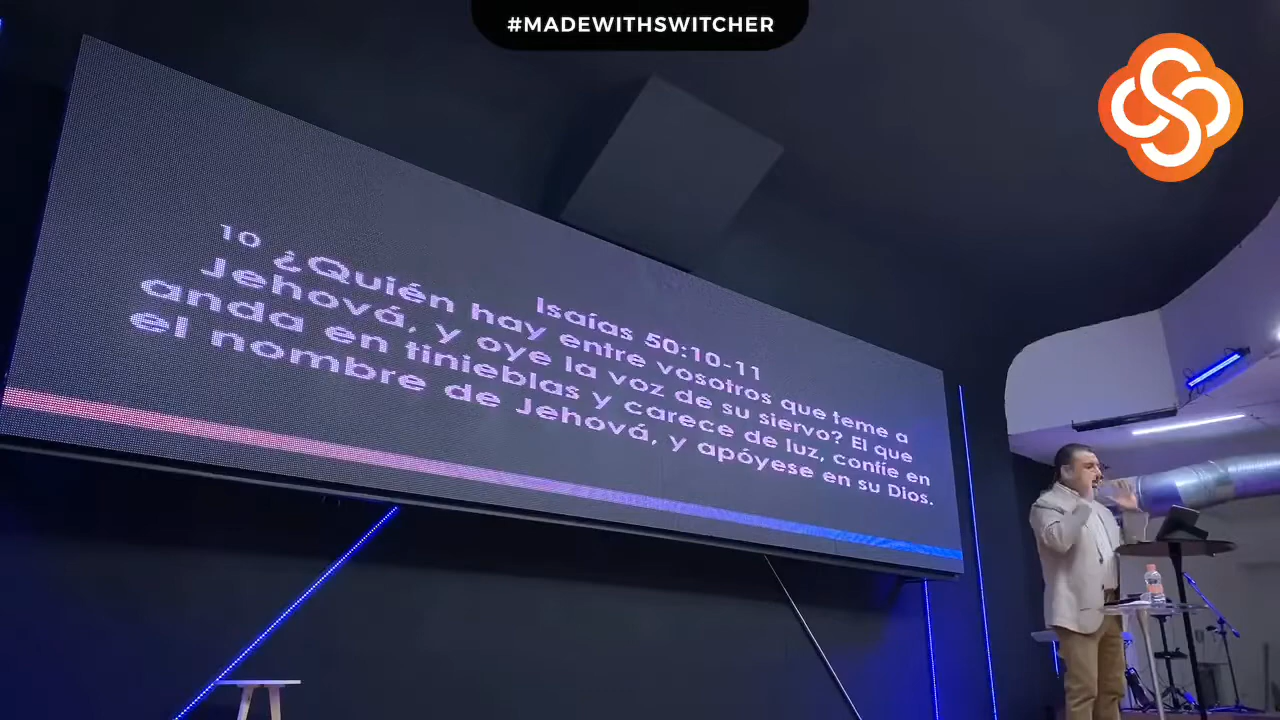 #MADEWITHSWITCHER
Isaías 50:10-11
10 ¿Quién hay entre vosotros que teme a
Jehová, y oye la voz de su siervo? El que
anda en tinieblas y carece de luz, confíe en
el nombre de Jehová, y apóyese en su Dios.